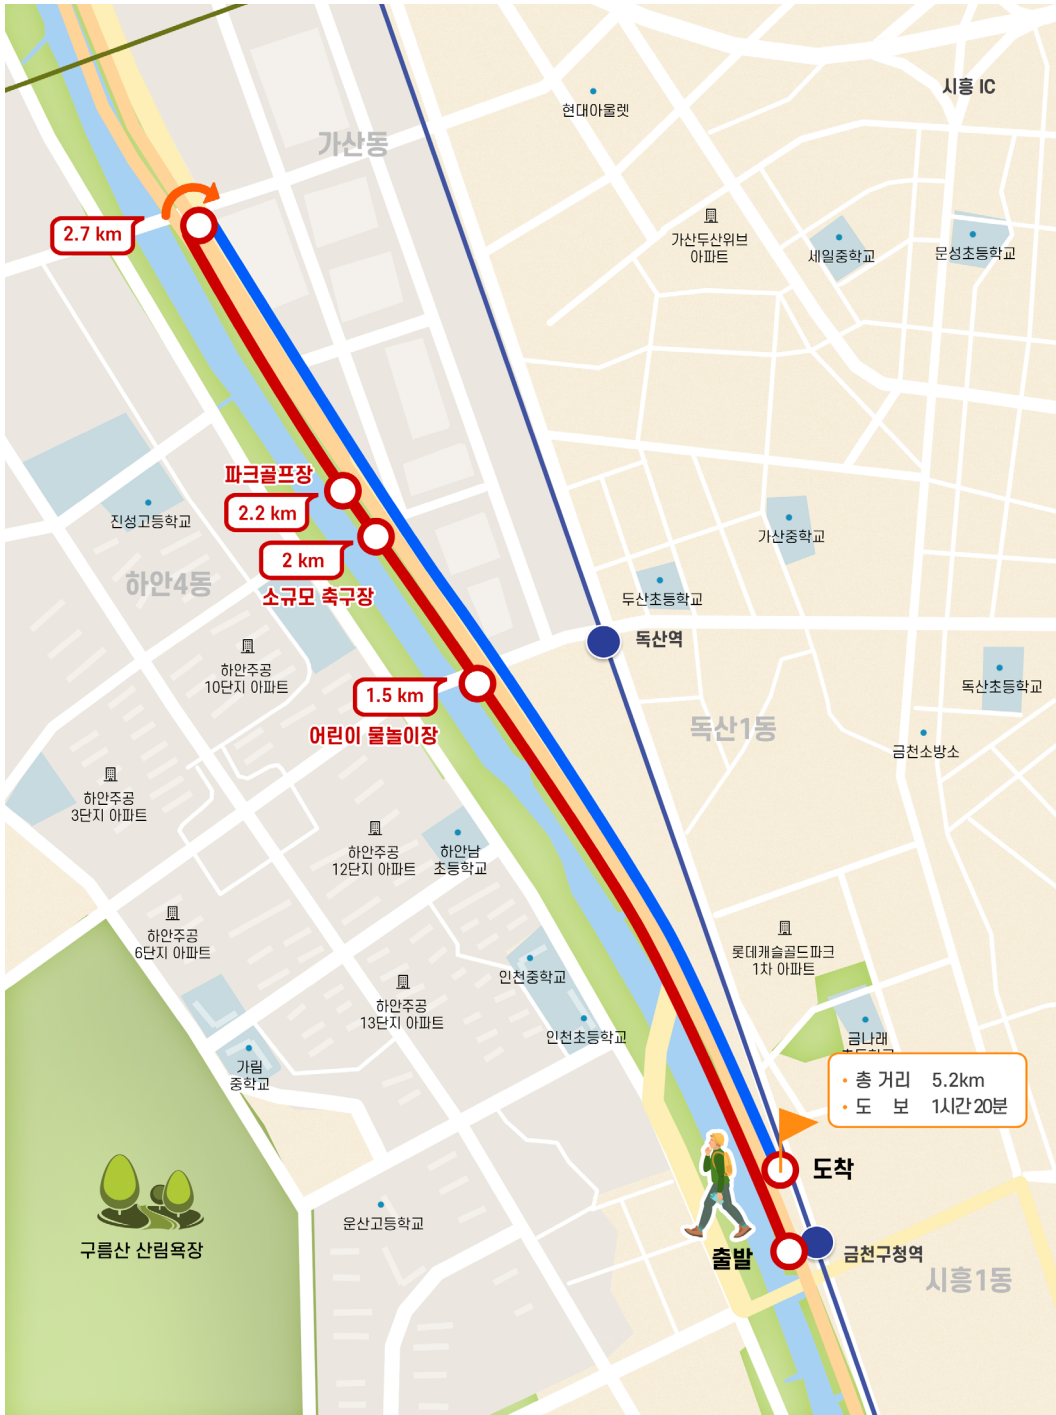 시흥 IC
현대아울렛
가산동
가산두산위브
아파트
세일중학교
문성초등학교
2.7 km
파크골프장
2.2 km
진성고등학교
2 km
소규모 축구장
하안4동
가산중학교
두산초등학교
독산역
하안주공
10단지 아파트
독산초등학교
1.5 km
어린이 물놀이장
독산1동
금천소방소
하안주공
3단지 아파트
하안주공
12단지 아파트
하안남
초등학교
하안주공
6단지 아파트
롯데캐슬골드파크
1차 아파트
인천중학교
하안주공
13단지 아파트
인천초등학교
금나래
가림
중학교
· 총 거리 5.2km
· 도 보 1시간 20분
도착
구름산 산림욕장
운산고등학교
출발
금천구청역
시흥1동